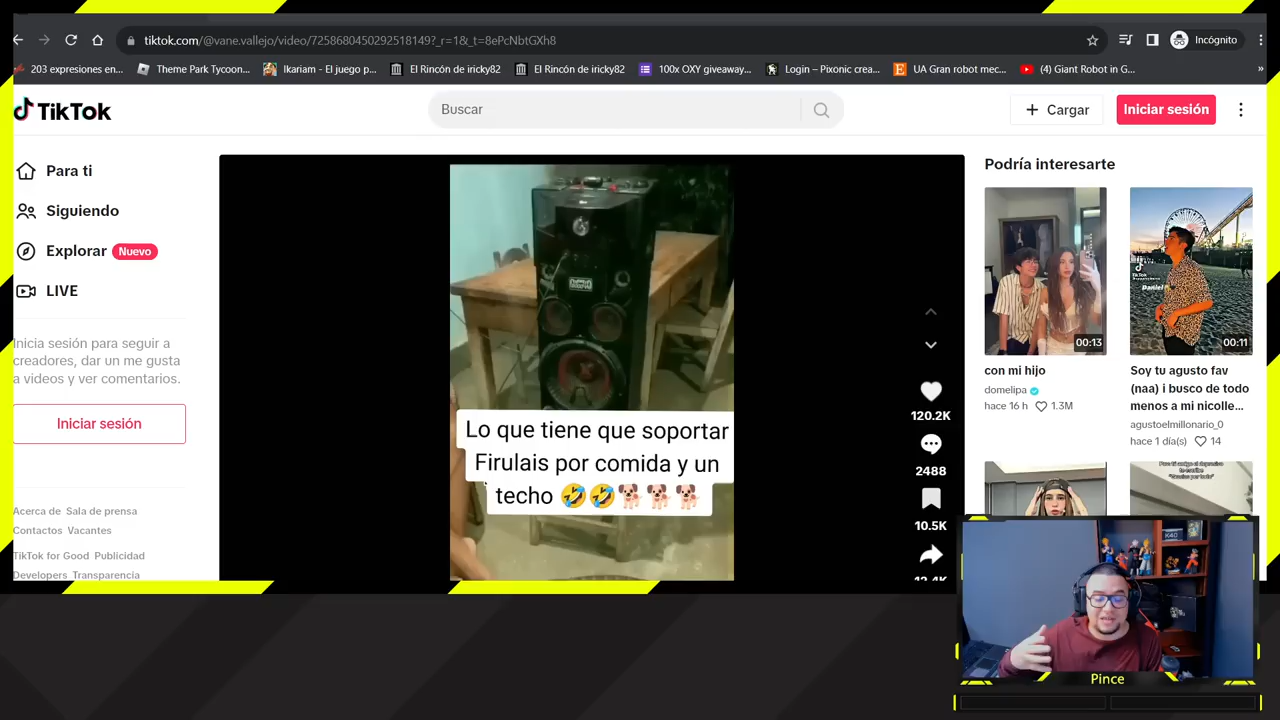 tiktok.com/@vane.vallejo/video/7258680450292518149?_r=1&_t=8ePcNbtGXh8
Incógnito
203 expresiones en...
Theme Park Tycoon...
Ikariam - El juego p...
El Rincón de iricky82
El Rincón de iricky82
100x OXY giveaway...
Login – Pixonic crea...
UA Gran robot mec...
(4) Giant Robot in G...
»
TikTok
Buscar
+ Cargar
Iniciar sesión
Para ti
Siguiendo
Explorar
Nuevo
LIVE
Inicia sesión para seguir a
creadores, dar un me gusta
a videos y ver comentarios.
Iniciar sesión
Acerca de Sala de prensa
Contactos Vacantes
TikTok for Good Publicidad
Developers Transparencia
Lo que tiene que soportar
Firulais por comida y un
techo 🤣🤣🐕🐕🐕
120.2K
2488
10.5K
Podría interesarte
00:13
con mi hijo
domelipa
hace 16 h
1.3M
TikTok
Daniel
00:11
Soy tu agusto fav
(naa) i busco de todo
menos a mi nicolle...
agustoelmillonario_0
hace 1 día(s)
14
K40
Pince